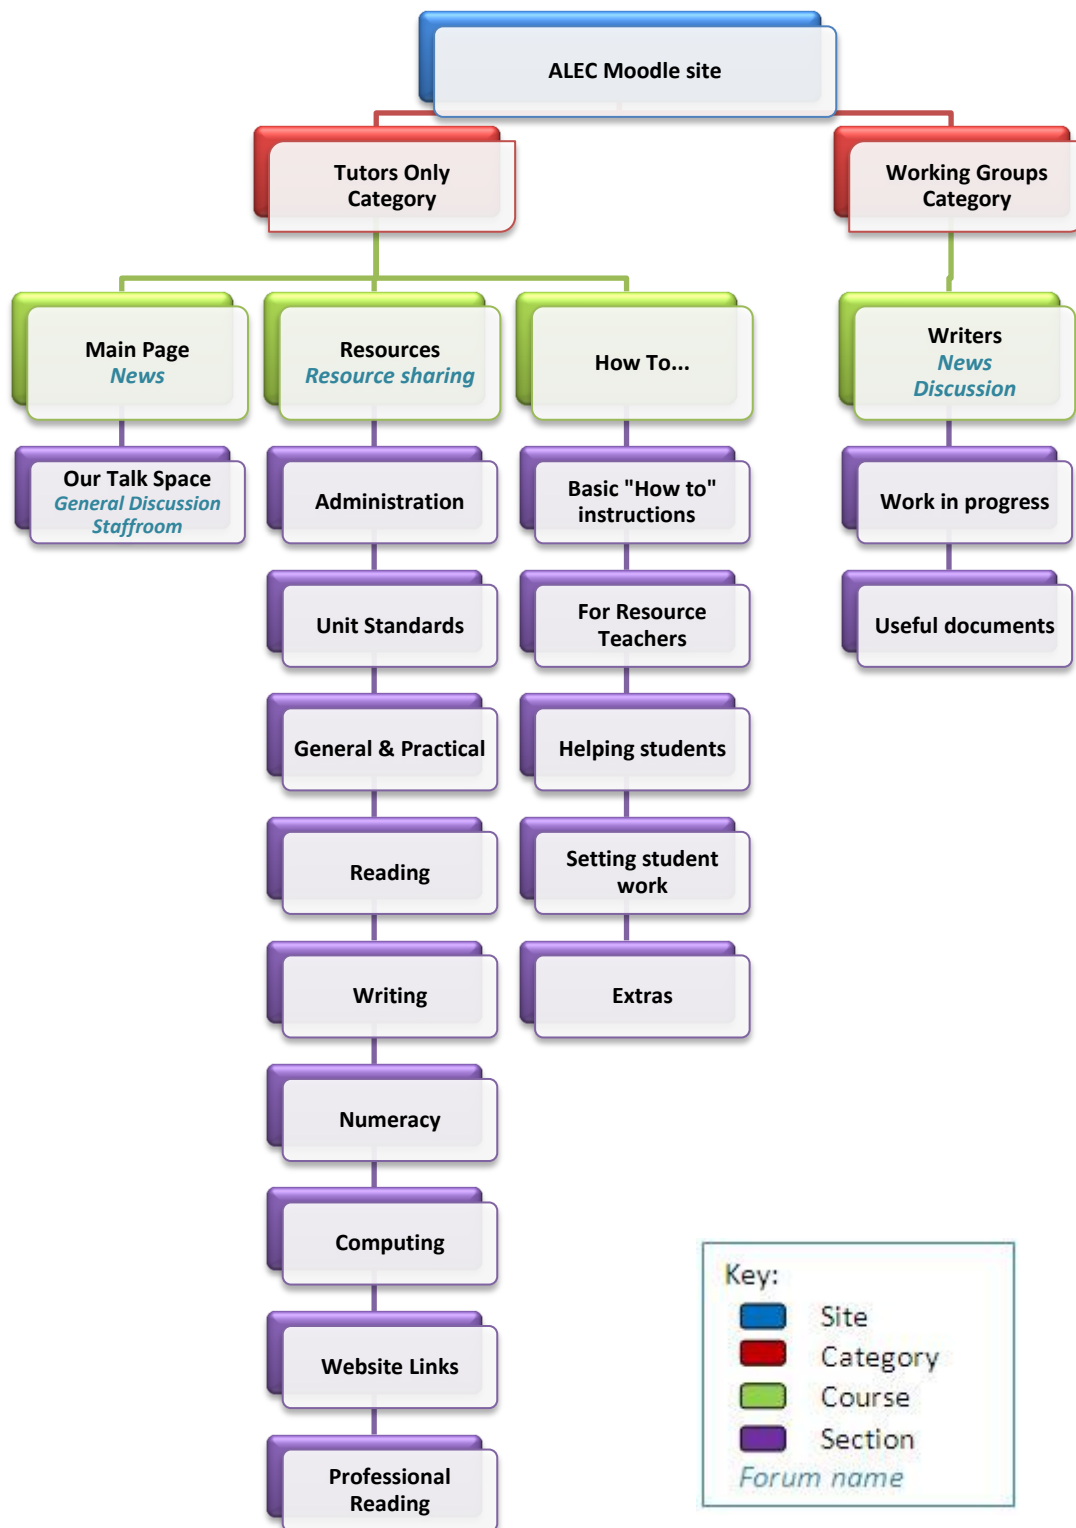 ALEC Moodle site
Tutors Only
Category
Working Groups
Category
Main Page
News
Resources
Resource sharing
How To...
Writers
News
Discussion
Our Talk Space
General Discussion
Staffroom
Administration
Unit Standards
General & Practical
Reading
Writing
Numeracy
Computing
Website Links
Professional
Reading
Basic "How to"
instructions
For Resource
Teachers
Helping students
Setting student
work
Extras
Work in progress
Useful documents
Key:
Site
Category
Course
Section
Forum name